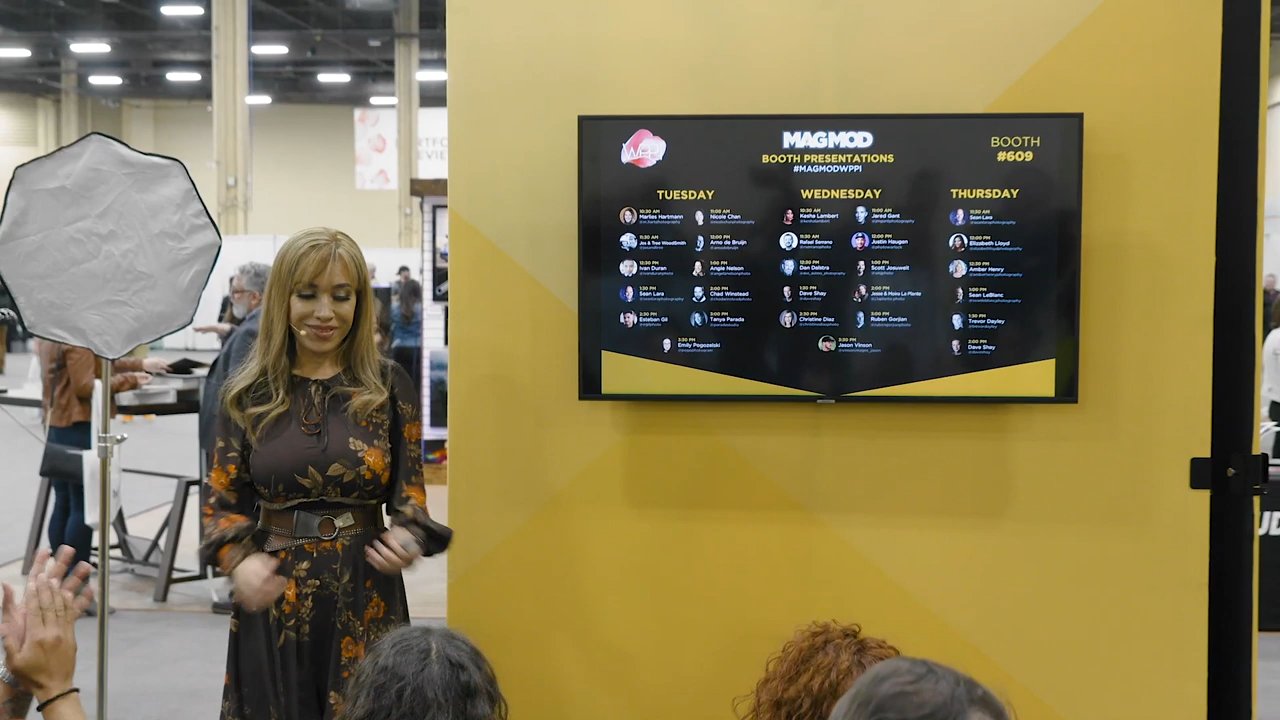 WPPI
MAGMOD
BOOTH PRESENTATIONS
#MAGMODWPPI
BOOTH
#609
TUESDAY
10:30 AM
Marlies Hartmann
11:00 AM
Nicole Chan
11:30 AM
Jos & Tree WoodSmith
12:00 PM
Arno de Bruijn
12:30 PM
Ivan Duran
1:00 PM
Angie Nelson
1:30 PM
Sean Lara
2:00 PM
Chad Winstead
2:30 PM
Esteban Gil
3:00 PM
Tanya Parada
3:30 PM
Emily Pogozelski
WEDNESDAY
10:30 AM
Kesha Lambert
11:00 AM
Jared Gant
11:30 AM
Rafael Serrano
12:00 PM
Justin Haugen
12:30 PM
Don Dalstra
1:00 PM
Scott Josuweit
1:30 PM
Dave Shay
2:00 PM
Jesse & Moira La Plante
2:30 PM
Christine Diaz
3:00 PM
Ruben Gorjian
3:30 PM
Jason Vinson
THURSDAY
11:30 AM
Sean Lara
12:00 PM
Elizabeth Lloyd
12:30 PM
Amber Henry
1:00 PM
Sean LeBlanc
1:30 PM
Trevor Dayley
2:00 PM
Dave Shay